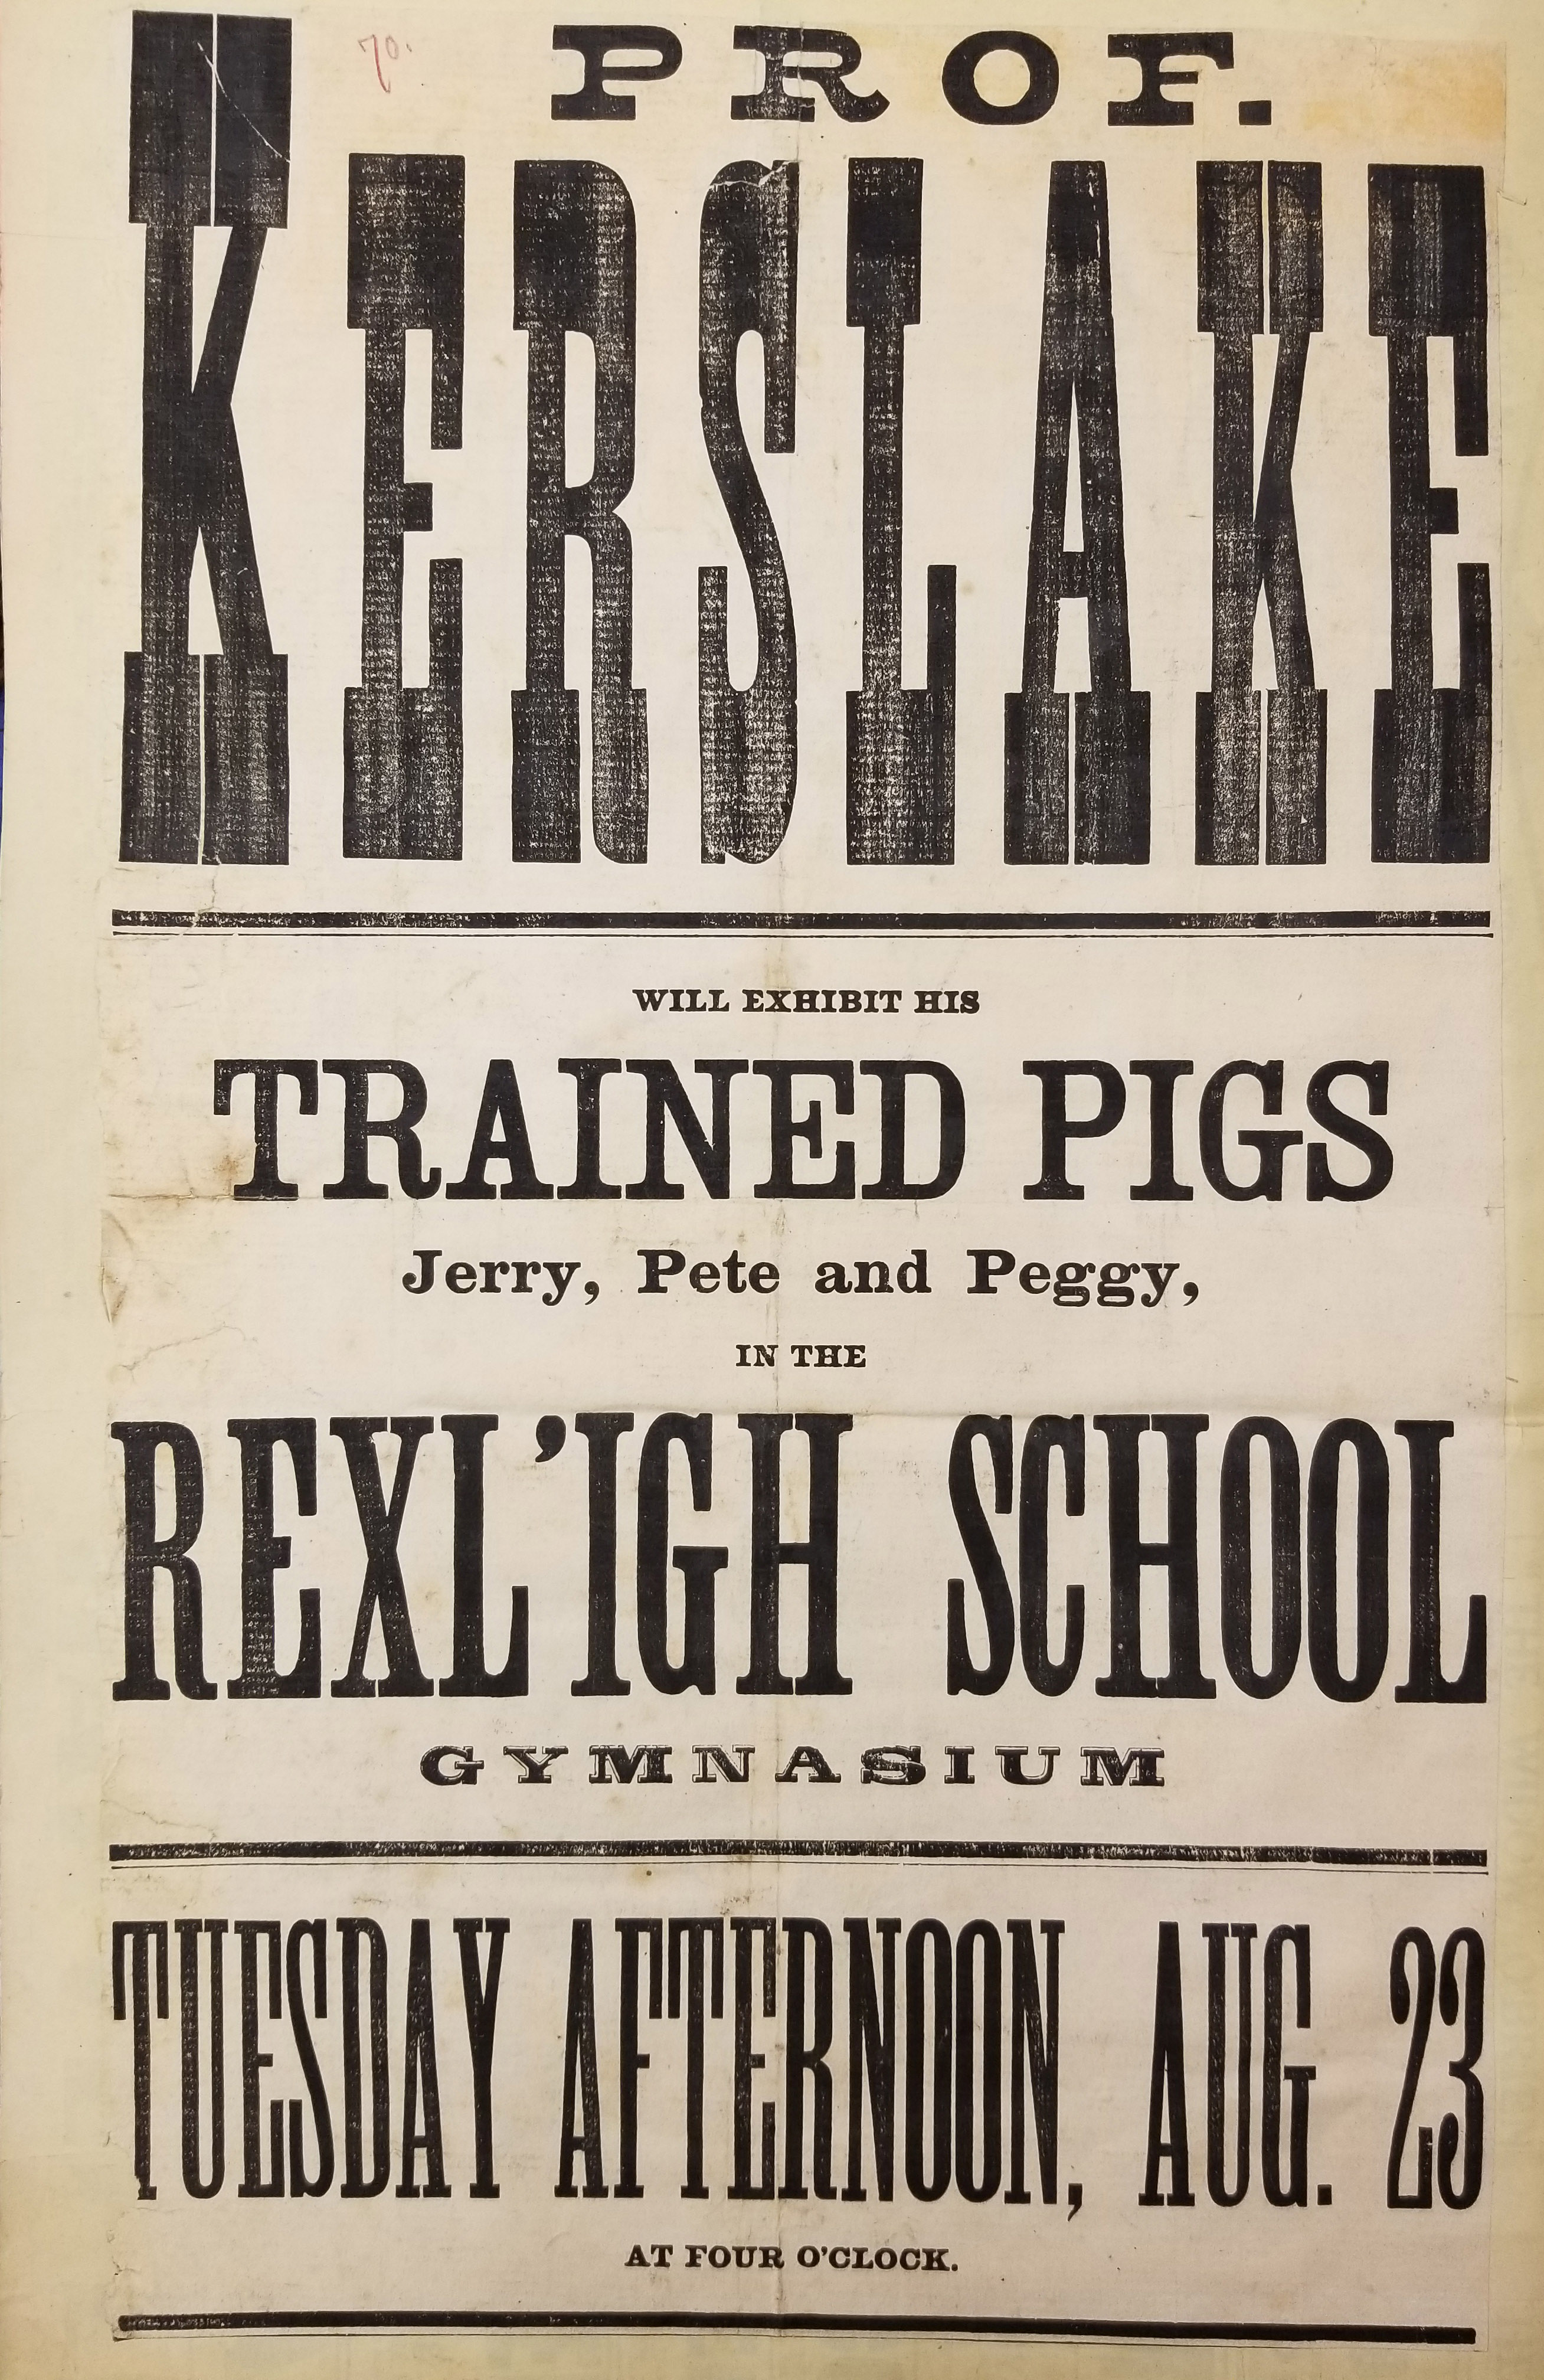 70.
PROF.
KERSLAKE
WILL EXHIBIT HIS
TRAINED PIGS
Jerry, Pete and Peggy,
IN THE
REXL'IGH SCHOOL
GYMNASIUM
TUESDAY AFTERNOON, AUG. 23
AT FOUR O'CLOCK.